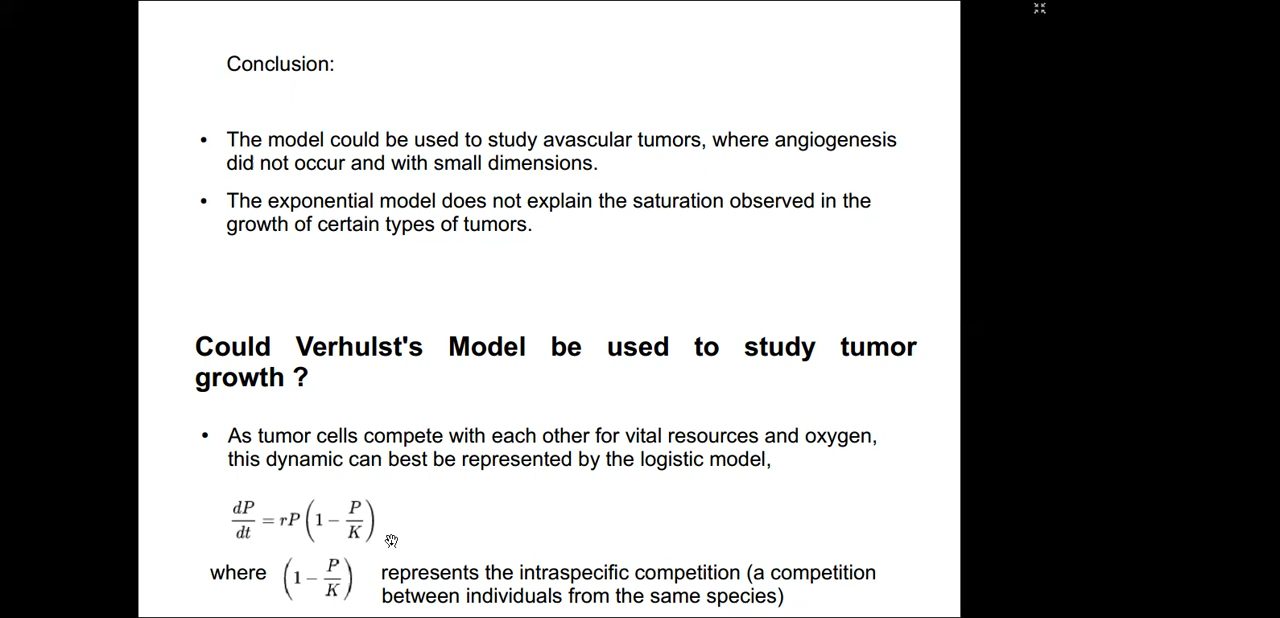 Conclusion:
• The model could be used to study avascular tumors, where angiogenesis
did not occur and with small dimensions.
• The exponential model does not explain the saturation observed in the
growth of certain types of tumors.
Could Verhulst's Model be used to study tumor
growth ?
• As tumor cells compete with each other for vital resources and oxygen,
this dynamic can best be represented by the logistic model,
dP/dt = rP(1 − P/K)
where (1 − P/K) represents the intraspecific competition (a competition
between individuals from the same species)